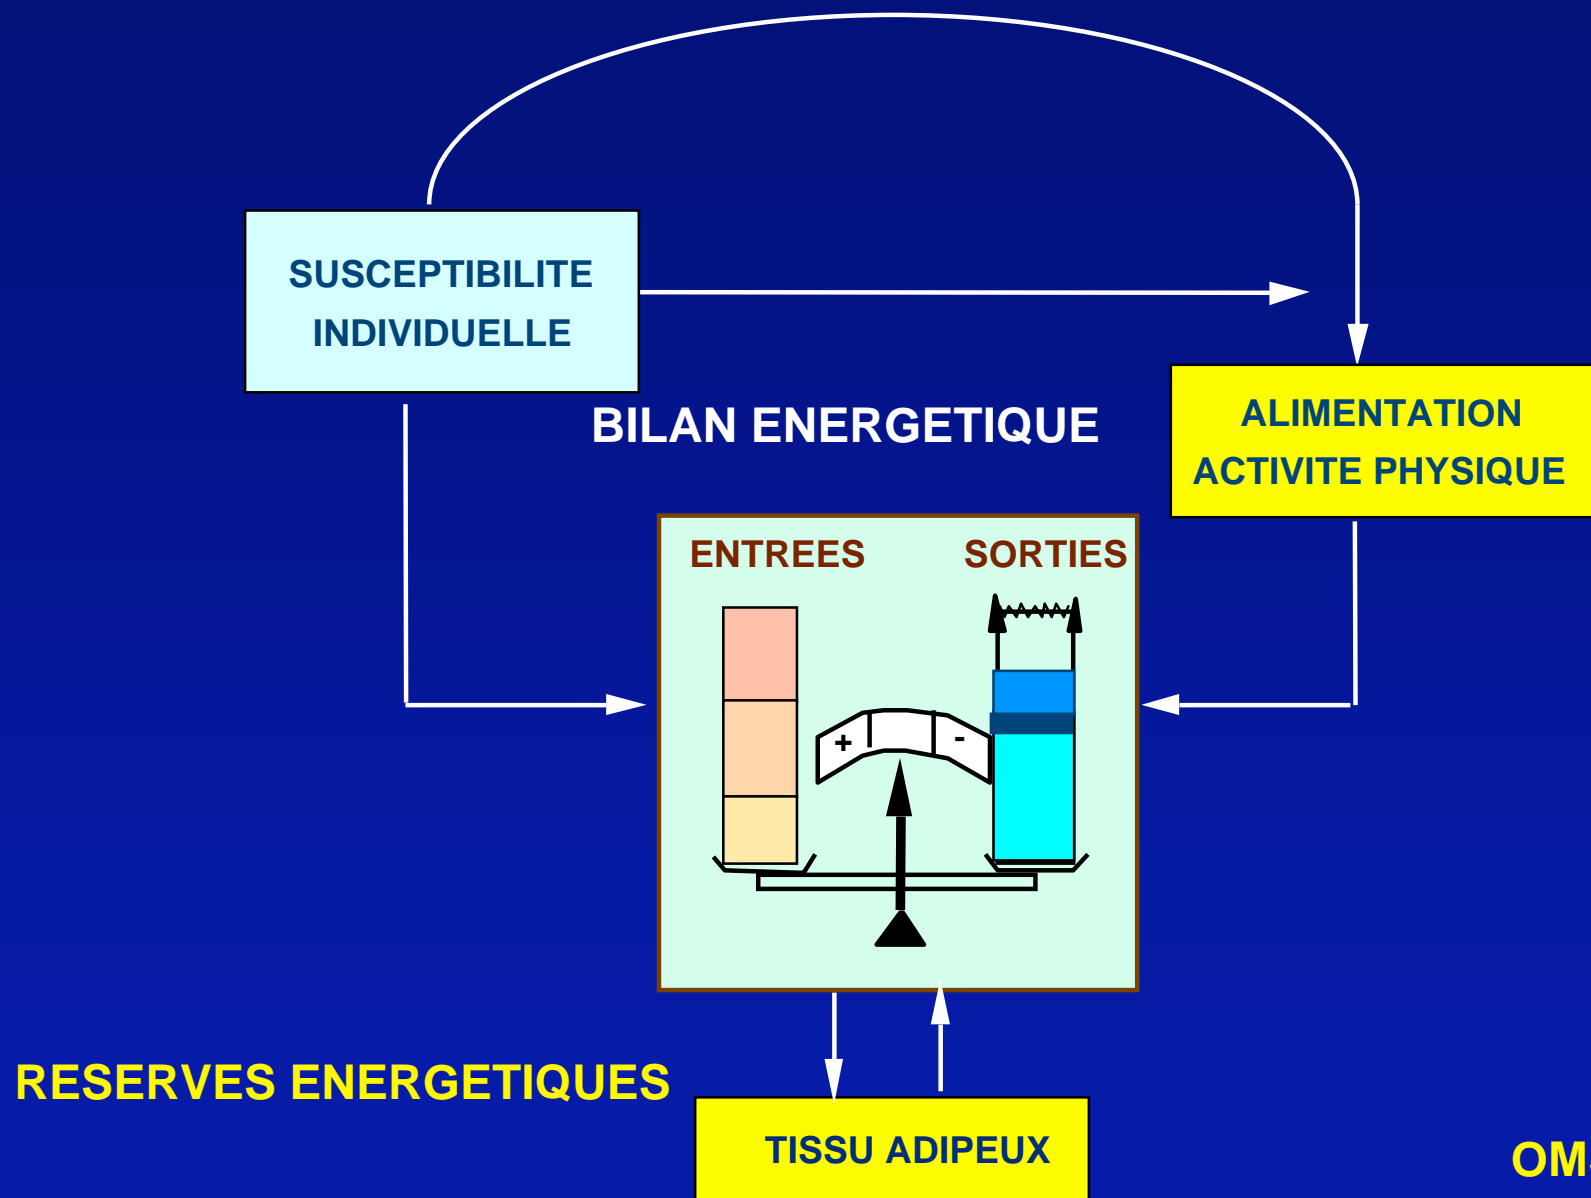 SUSCEPTIBILITE
INDIVIDUELLE
BILAN ENERGETIQUE
ALIMENTATION
ACTIVITE PHYSIQUE
ENTREES SORTIES
+ -
RESERVES ENERGETIQUES
TISSU ADIPEUX